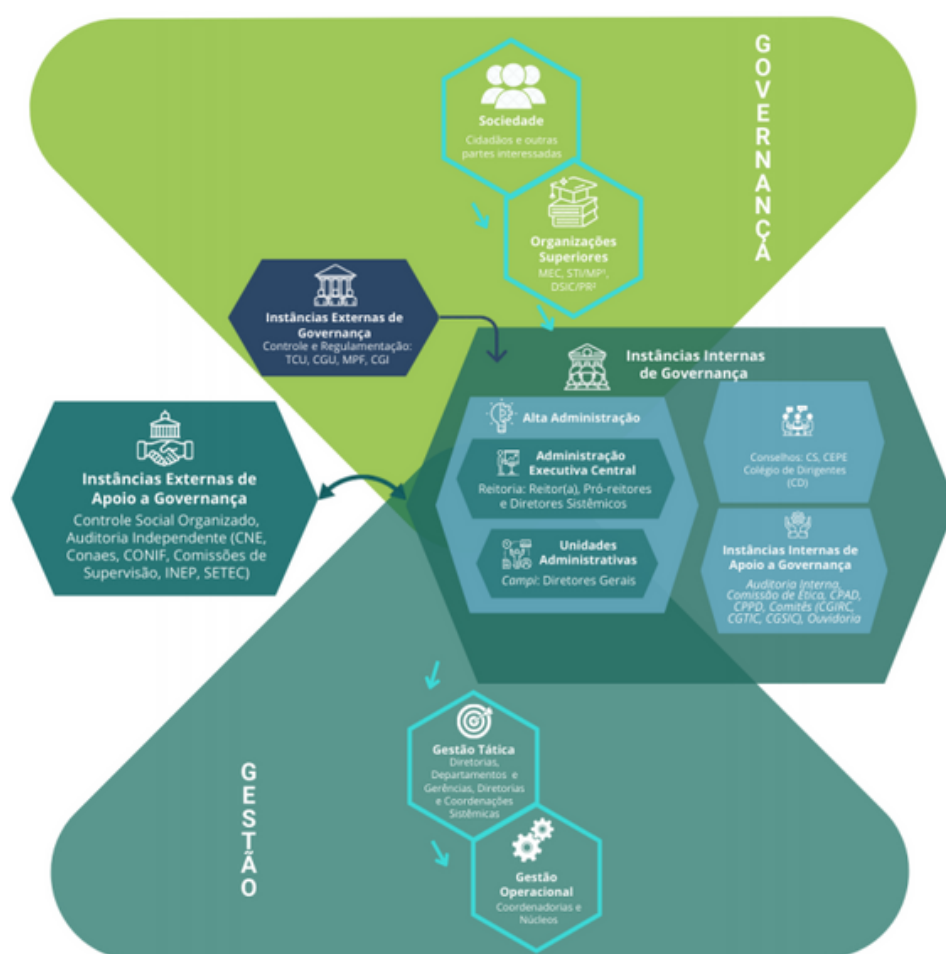 GOVERNANÇA
Sociedade
Cidadãos e outras
partes interessadas
Organizações
Superiores
MEC, STI/MP¹,
DSIC/PR²
Instâncias Externas de
Governança
Controle e Regulamentação:
TCU, CGU, MPF, CGI
Instâncias Internas
de Governança
Alta Administração
Administração
Executiva Central
Reitoria: Reitor(a), Pró-reitores
e Diretores Sistêmicos
Unidades
Administrativas
Campi: Diretores Gerais
Conselhos: CS, CEPE
Colégio de Dirigentes
(CD)
Instâncias Internas de
Apoio a Governança
Auditoria Interna,
Comissão de Ética, CPAD,
CPPD, Comitês (CGIRC,
CGTIC, CGSIC), Ouvidoria
Instâncias Externas de
Apoio a Governança
Controle Social Organizado,
Auditoria Independente (CNE,
Conaes, CONIF, Comissões de
Supervisão, INEP, SETEC)
GESTÃO
Gestão Tática
Diretorias,
Departamentos e
Gerências, Diretorias
e Coordenações
Sistêmicas
Gestão
Operacional
Coordenadorias e
Núcleos